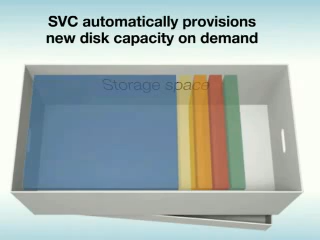 SVC automatically provisions
new disk capacity on demand
Storage space